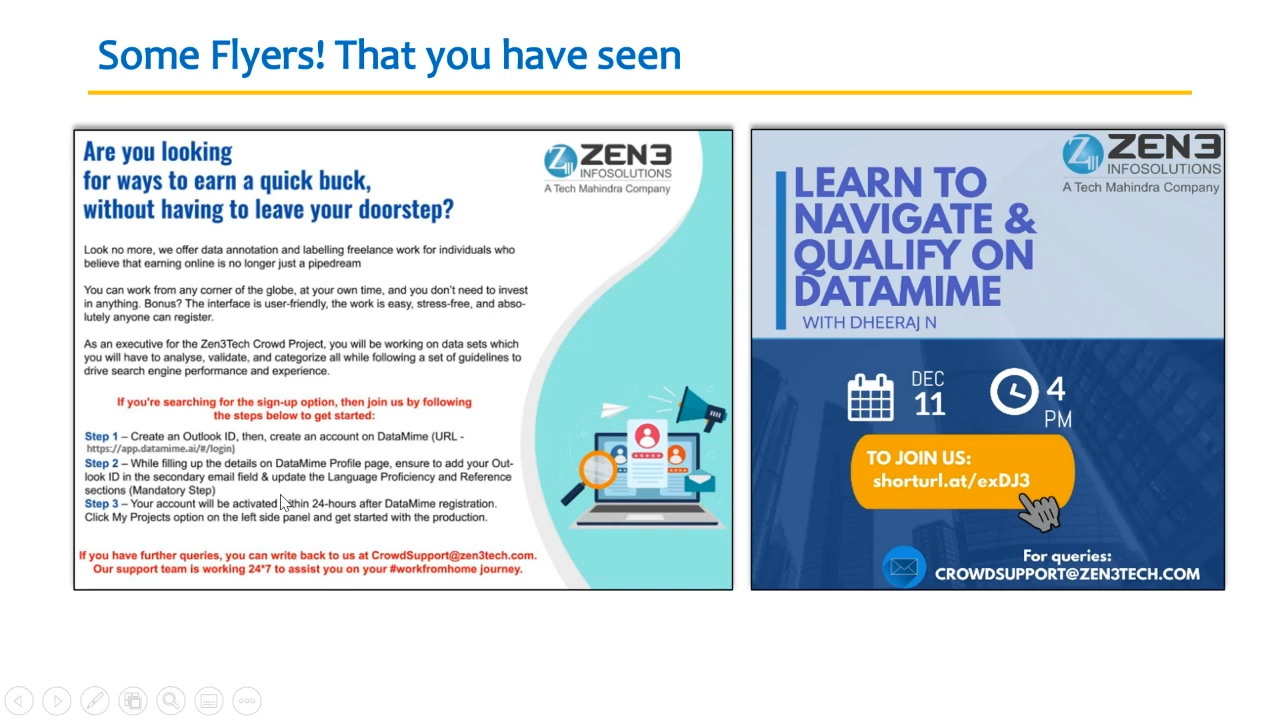 Some Flyers! That you have seen
Are you looking
for ways to earn a quick buck,
without having to leave your doorstep?
ZEN3
INFOSOLUTIONS
A Tech Mahindra Company
Look no more, we offer data annotation and labelling freelance work for individuals who
believe that earning online is no longer just a pipedream
You can work from any corner of the globe, at your own time, and you don't need to invest
in anything. Bonus? The interface is user-friendly, the work is easy, stress-free, and abso-
lutely anyone can register.
As an executive for the Zen3Tech Crowd Project, you will be working on data sets which
you will have to analyse, validate, and categorize all while following a set of guidelines to
drive search engine performance and experience.
If you're searching for the sign-up option, then join us by following
the steps below to get started:
Step 1 – Create an Outlook ID, then, create an account on DataMime (URL -
https://app.datamime.ai/#/login)
Step 2 – While filling up the details on DataMime Profile page, ensure to add your Out-
look ID in the secondary email field & update the Language Proficiency and Reference
sections (Mandatory Step)
Step 3 – Your account will be activated within 24-hours after DataMime registration.
Click My Projects option on the left side panel and get started with the production.
If you have further queries, you can write back to us at CrowdSupport@zen3tech.com.
Our support team is working 24*7 to assist you on your #workfromhome journey.
ZEN3
INFOSOLUTIONS
A Tech Mahindra Company
LEARN TO
NAVIGATE &
QUALIFY ON
DATAMIME
WITH DHEERAJ N
DEC
11
4
PM
TO JOIN US:
shorturl.at/exDJ3
For queries:
CROWDSUPPORT@ZEN3TECH.COM